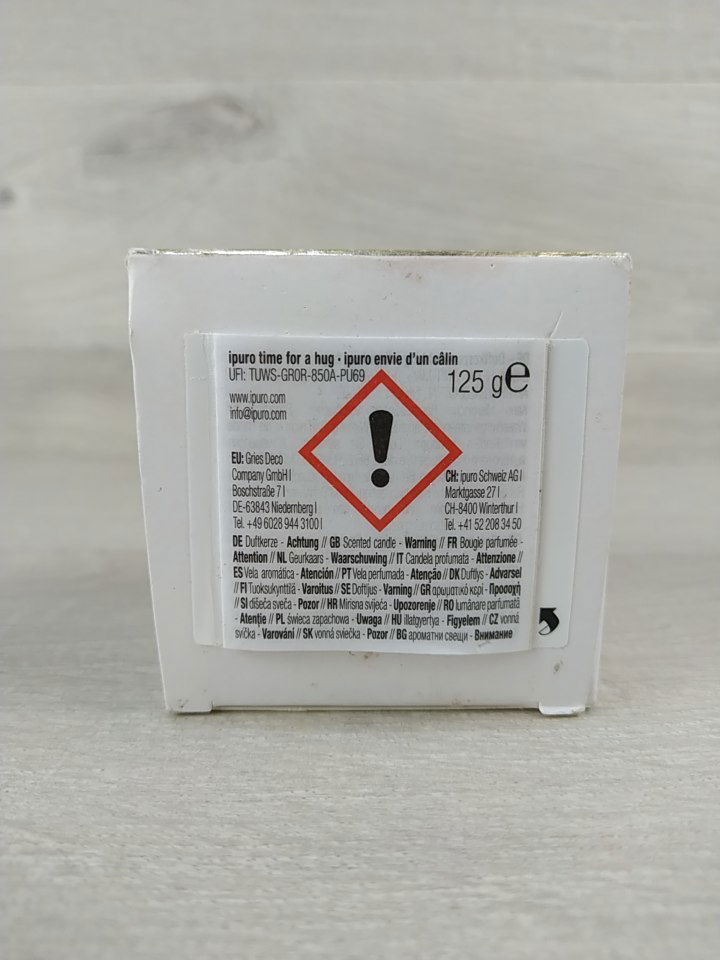 ipuro time for a hug · ipuro envie d'un câlin
UFI: TUWS-GR0R-850A-PU69
125 g e
www.ipuro.com
info@ipuro.com
EU: Gries Deco
Company GmbH |
Boschstraße 7 |
DE-63843 Niedernberg |
Tel. +49 6028 944 3100 |
CH: ipuro Schweiz AG |
Marktgasse 27 |
CH-8400 Winterthur |
Tel. +41 52 208 34 50
DE Duftkerze - Achtung // GB Scented candle - Warning // FR Bougie parfumée -
Attention // NL Geurkaars - Waarschuwing // IT Candela profumata - Attenzione //
ES Vela aromática - Atención // PT Vela perfumada - Atenção // DK Duftlys - Advarsel
// FI Tuoksukynttilä - Varoitus // SE Doftljus - Varning // GR αρωματικό κερί - Προσοχή
// SI dišeča sveča - Pozor // HR Mirisna svijeća - Upozorenje // RO lumânare parfumată
- Atenție // PL świeca zapachowa - Uwaga // HU illatgyertya - Figyelem // CZ vonná
svíčka - Varování // SK vonná sviečka - Pozor // BG ароматни свещи - Внимание